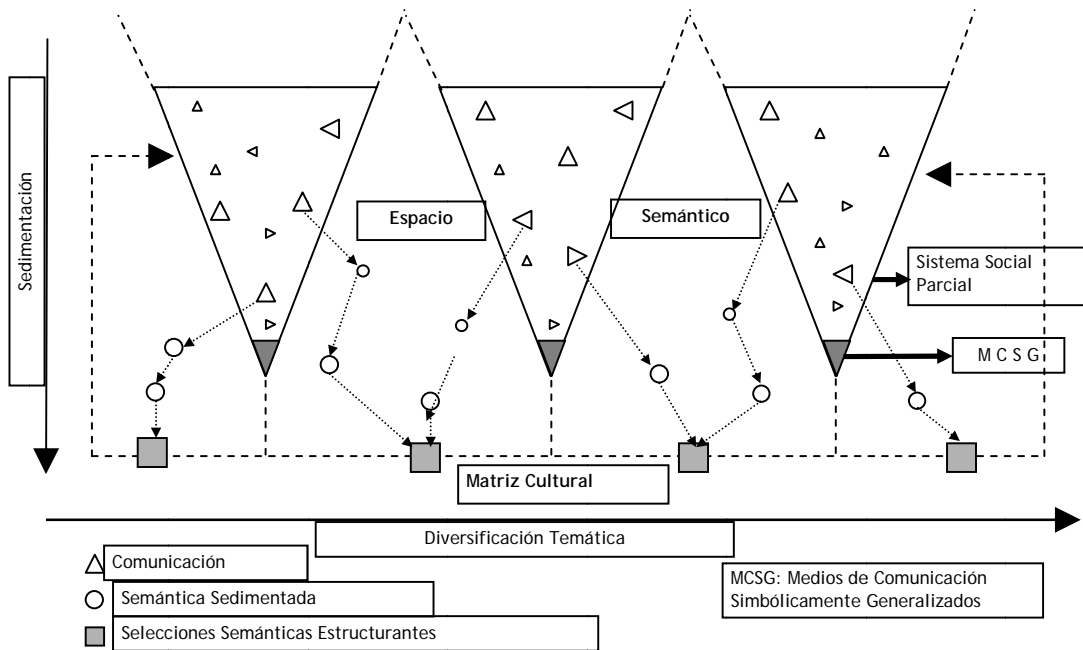 Sedimentación
Espacio
Semántico
Sistema Social
Parcial
M C S G
Matriz Cultural
Diversificación Temática
Comunicación
Semántica Sedimentada
Selecciones Semánticas Estructurantes
MCSG: Medios de Comunicación
Simbólicamente Generalizados